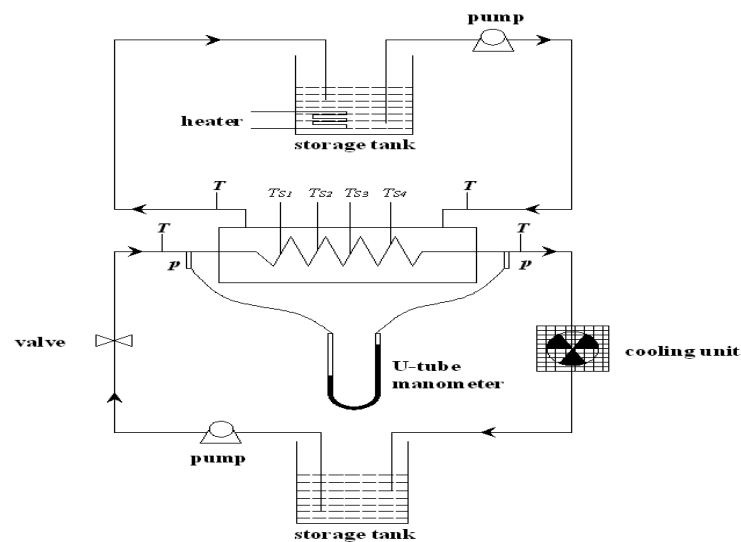 pump
heater
storage tank
T TS1 TS2 TS3 TS4 T
T T
p p
valve
U-tube
manometer
cooling unit
pump
storage tank